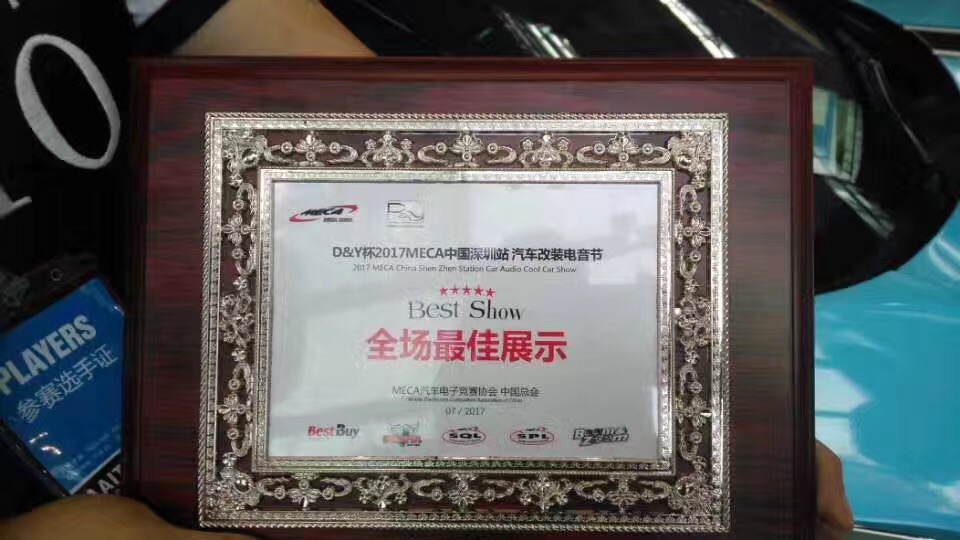 O
PLAYERS
参赛选手证
MECA
D&Y杯2017MECA中国深圳站 汽车改装电音节
2017 MECA China Shen Zhen Station Car Audio Cool Car Show
Best Show
全场最佳展示
MECA汽车电子竞赛协会 中国总会
07 / 2017
BestBuy
SQL
SPL